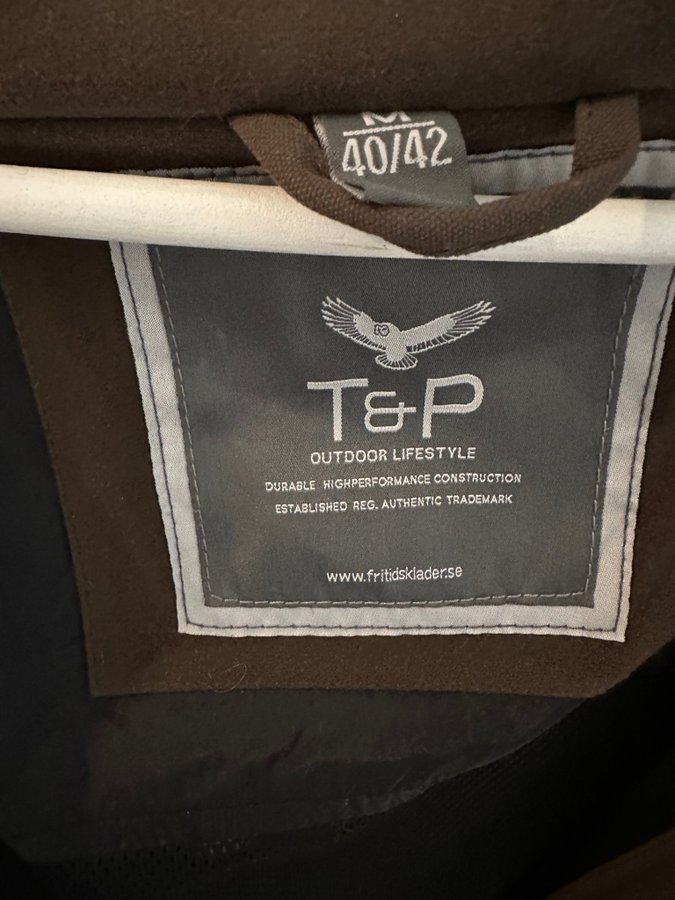 M
40/42
T&P
OUTDOOR LIFESTYLE
DURABLE HIGHPERFORMANCE CONSTRUCTION
ESTABLISHED REG. AUTHENTIC TRADEMARK
www.fritidsklader.se